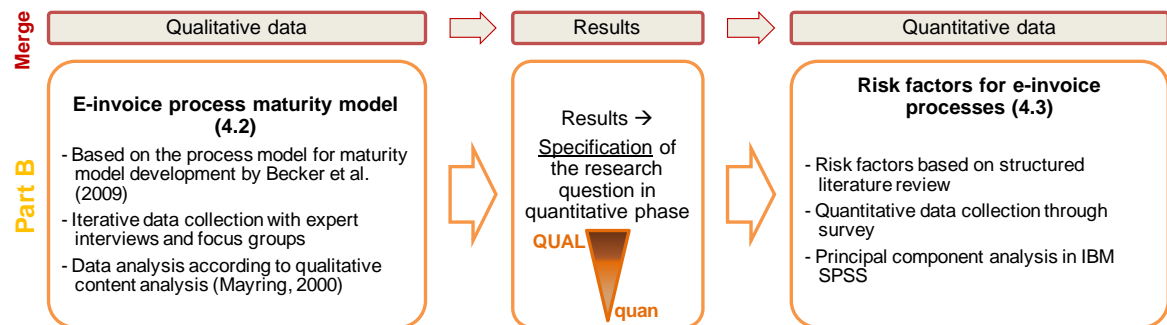 Merge
Qualitative data
Results
Quantitative data
Part B
E-invoice process maturity model
(4.2)
- Based on the process model for maturity
model development by Becker et al.
(2009)
- Iterative data collection with expert
interviews and focus groups
- Data analysis according to qualitative
content analysis (Mayring, 2000)
Results →
Specification of
the research
question in
quantitative phase
QUAL
quan
Risk factors for e-invoice
processes (4.3)
- Risk factors based on structured
literature review
- Quantitative data collection through
survey
- Principal component analysis in IBM
SPSS